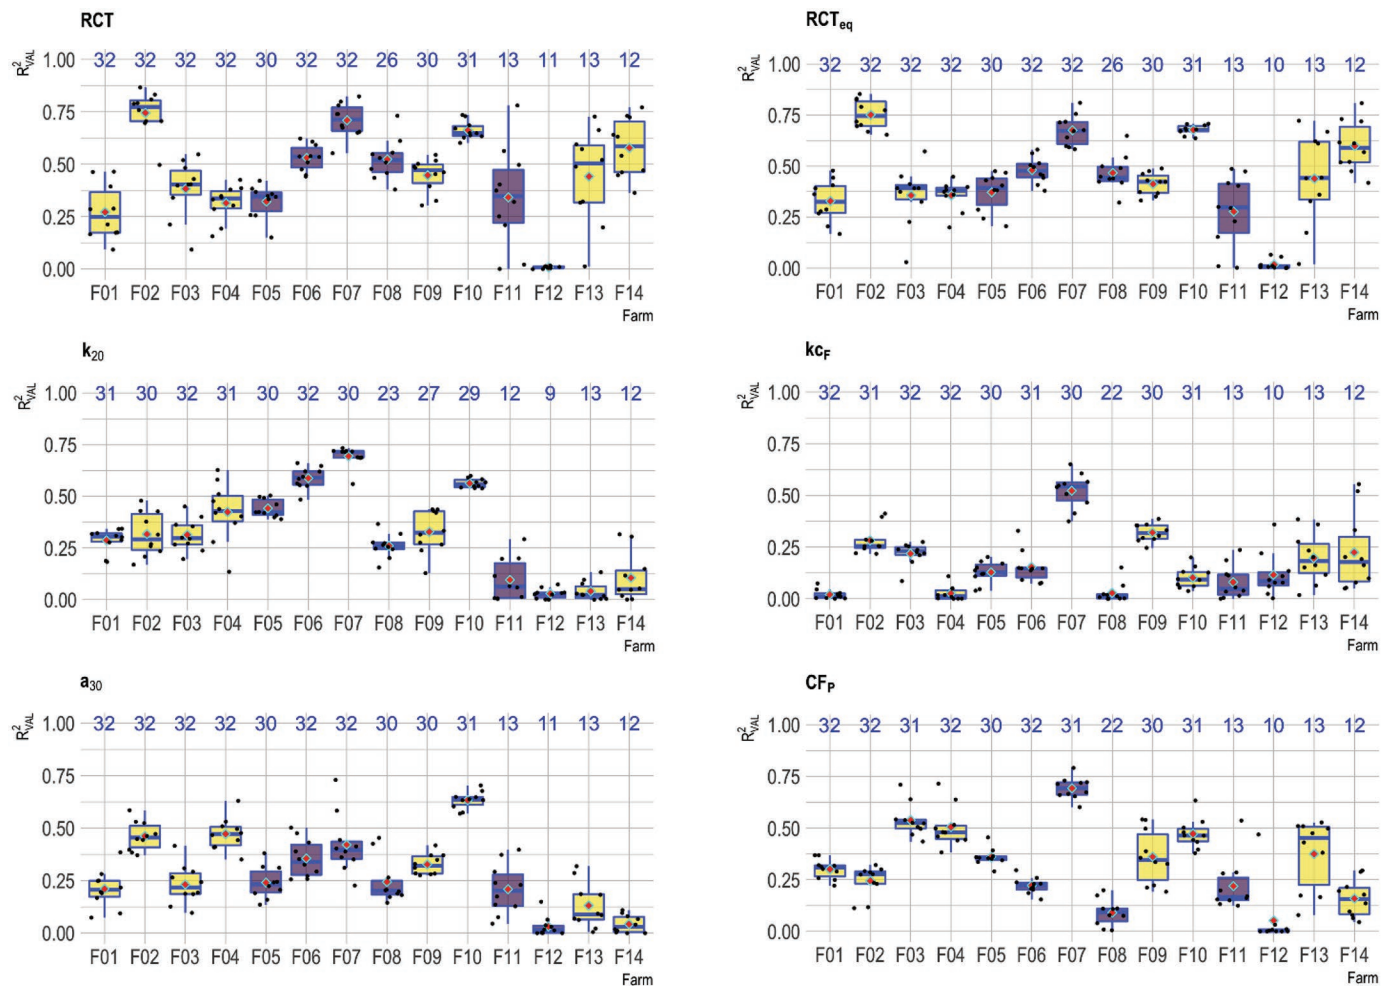 RCT
R²VAL
32 32 32 32 30 32 32 26 30 31 13 11 13 12
1.00
0.75
0.50
0.25
0.00
F01 F02 F03 F04 F05 F06 F07 F08 F09 F10 F11 F12 F13 F14
Farm
RCTeq
R²VAL
32 32 32 32 30 32 32 26 30 31 13 10 13 12
1.00
0.75
0.50
0.25
0.00
F01 F02 F03 F04 F05 F06 F07 F08 F09 F10 F11 F12 F13 F14
Farm
k20
R²VAL
31 30 32 31 30 32 30 23 27 29 12 9 13 12
1.00
0.75
0.50
0.25
0.00
F01 F02 F03 F04 F05 F06 F07 F08 F09 F10 F11 F12 F13 F14
Farm
kcF
R²VAL
32 31 32 32 30 31 30 22 30 31 13 10 13 12
1.00
0.75
0.50
0.25
0.00
F01 F02 F03 F04 F05 F06 F07 F08 F09 F10 F11 F12 F13 F14
Farm
a30
R²VAL
32 32 32 32 30 32 32 30 30 31 13 11 13 12
1.00
0.75
0.50
0.25
0.00
F01 F02 F03 F04 F05 F06 F07 F08 F09 F10 F11 F12 F13 F14
Farm
CFP
R²VAL
32 32 31 32 30 32 31 22 30 31 13 10 13 12
1.00
0.75
0.50
0.25
0.00
F01 F02 F03 F04 F05 F06 F07 F08 F09 F10 F11 F12 F13 F14
Farm